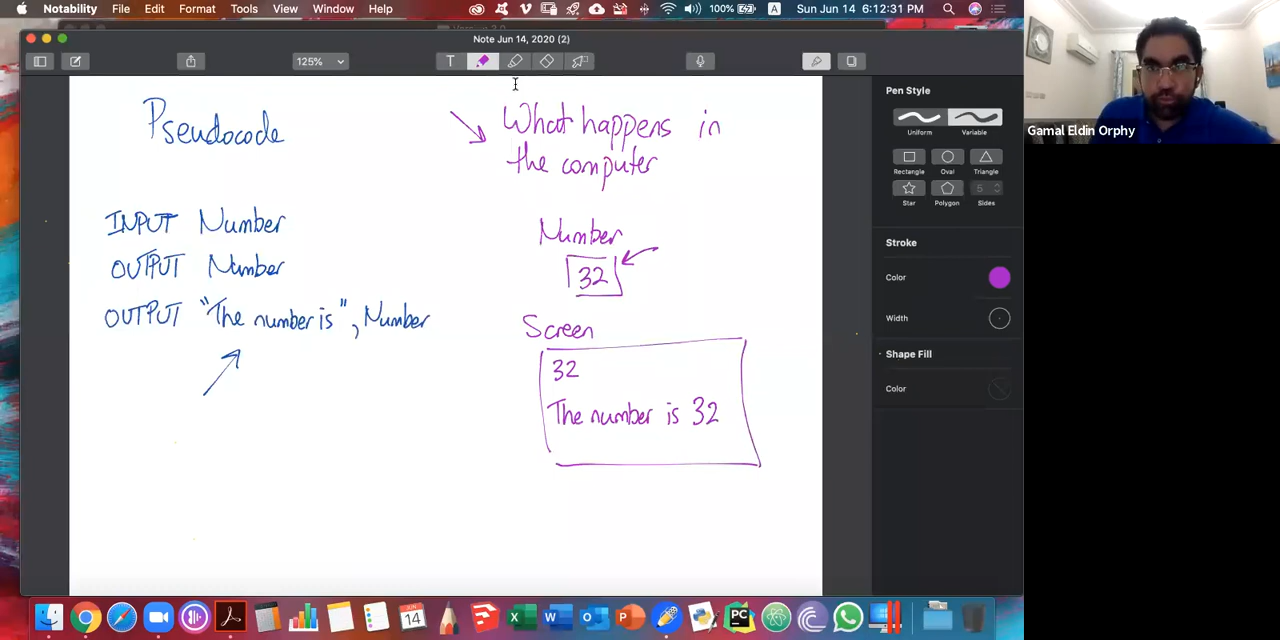 Notability File Edit Format Tools View Window Help
100% Sun Jun 14 6:12:31 PM
Note Jun 14, 2020 (2)
125%
T
Pseudocode
INPUT Number
OUTPUT Number
OUTPUT "The number is", Number
What happens in
the computer
Number
32
Screen
32
The number is 32
Pen Style
Uniform Variable
Rectangle Oval Triangle
Star Polygon 5 Sides
Stroke
Color
Width
Shape Fill
Color
Gamal Eldin Orphy